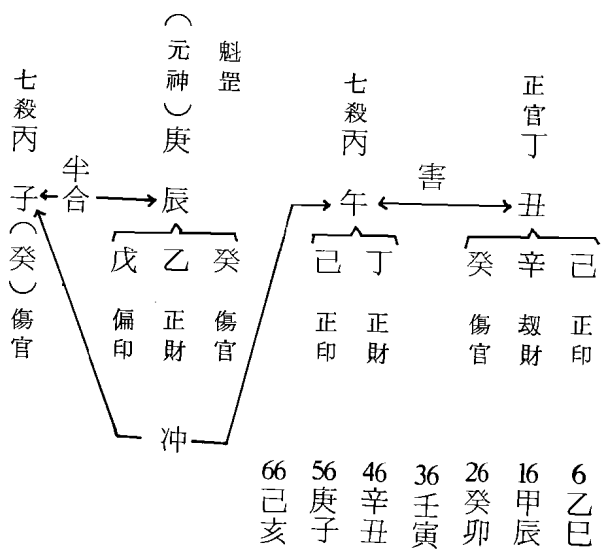 正官丁
丑
己 正印
辛 刼財
癸 傷官
害
七殺丙
午
丁 正財
己 正印
魁罡
(元神)庚
辰
癸 傷官
乙 正財
戊 偏印
半合
七殺丙
子(癸)傷官
冲
6 乙巳
16 甲辰
26 癸卯
36 壬寅
46 辛丑
56 庚子
66 己亥